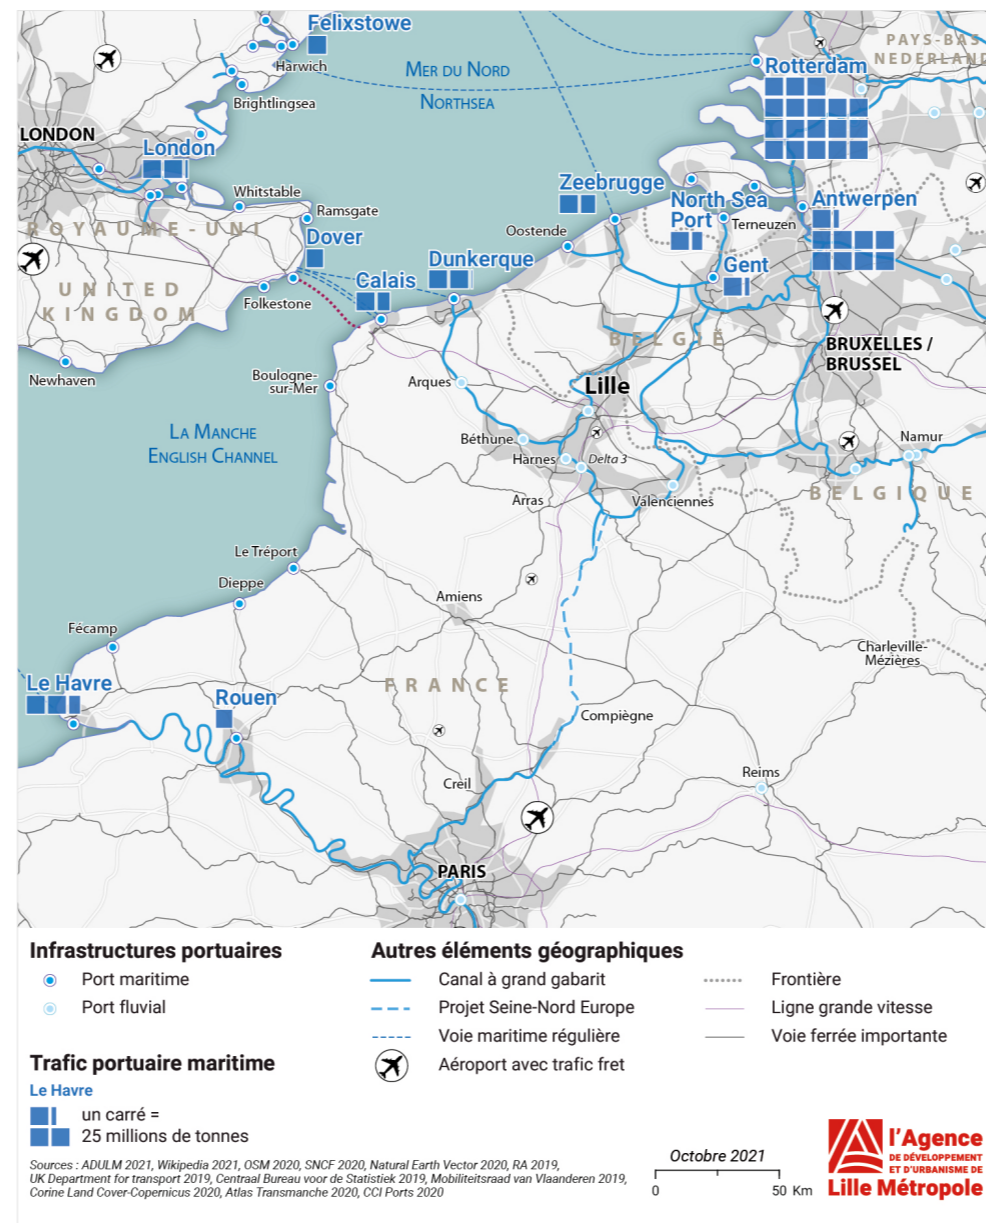 Felixstowe
Harwich
MER DU NORD
NORTHSEA
PAYS-BAS
NEDERLAND
Rotterdam
Brightlingsea
LONDON
London
Whitstable
Ramsgate
ROYAUME-UNI
Dover
UNITED
KINGDOM
Folkestone
Newhaven
Zeebrugge
North Sea
Port
Antwerpen
Terneuzen
Oostende
Dunkerque
Calais
Gent
BELGIË
BRUXELLES /
BRUSSEL
Boulogne-
sur-Mer
Arques
Lille
LA MANCHE
ENGLISH CHANNEL
Béthune
Harnes
Delta 3
Namur
Arras
Valenciennes
BELGIQUE
Le Tréport
Dieppe
Amiens
Fécamp
Charleville-
Mézières
Le Havre
Rouen
FRANCE
Compiègne
Creil
Reims
PARIS
Infrastructures portuaires
Port maritime
Port fluvial
Trafic portuaire maritime
Le Havre
un carré =
25 millions de tonnes
Autres éléments géographiques
Canal à grand gabarit
Projet Seine-Nord Europe
Voie maritime régulière
Aéroport avec trafic fret
Frontière
Ligne grande vitesse
Voie ferrée importante
Sources : ADULM 2021, Wikipedia 2021, OSM 2020, SNCF 2020, Natural Earth Vector 2020, RA 2019,
UK Department for transport 2019, Centraal Bureau voor de Statistiek 2019, Mobiliteitsraad van Vlaanderen 2019,
Corine Land Cover-Copernicus 2020, Atlas Transmanche 2020, CCI Ports 2020
Octobre 2021
0 50 Km
l'Agence
DE DÉVELOPPEMENT
ET D'URBANISME DE
Lille Métropole